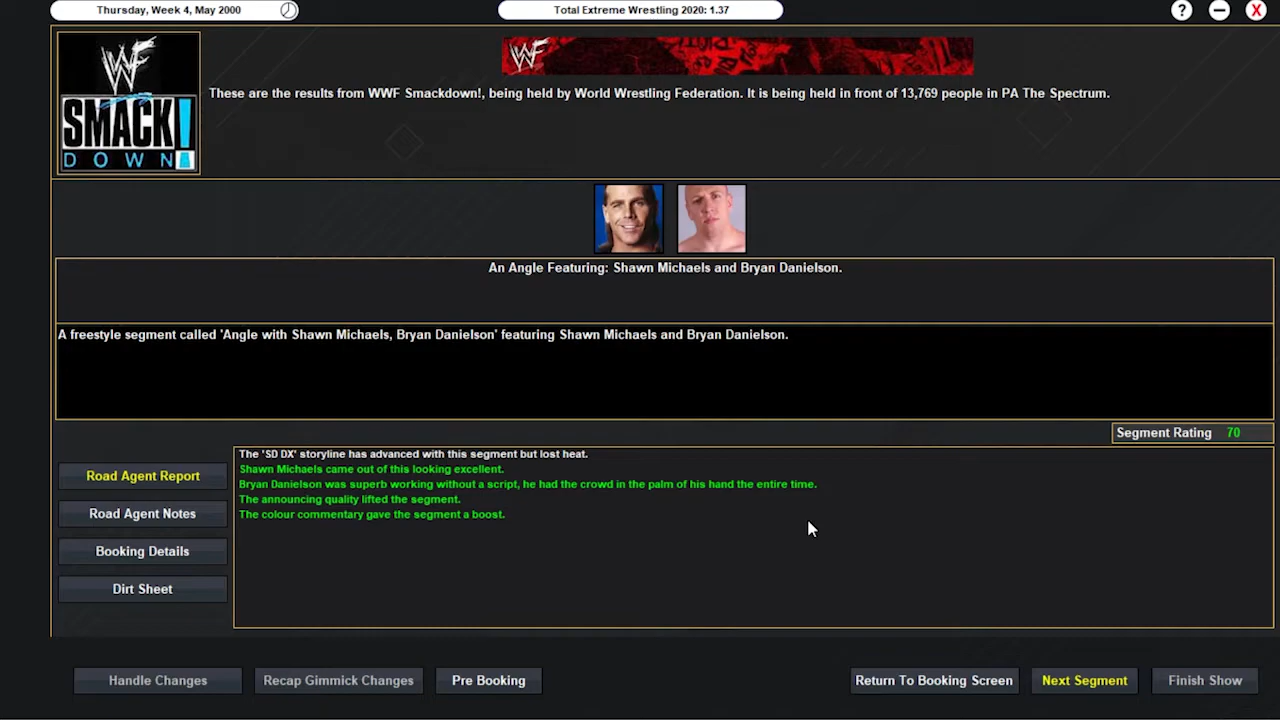 Thursday, Week 4, May 2000
Total Extreme Wrestling 2020: 1.37
?
X
WF
SMACK!
DOWN
WF
These are the results from WWF Smackdown!, being held by World Wrestling Federation. It is being held in front of 13,769 people in PA The Spectrum.
An Angle Featuring: Shawn Michaels and Bryan Danielson.
A freestyle segment called 'Angle with Shawn Michaels, Bryan Danielson' featuring Shawn Michaels and Bryan Danielson.
Segment Rating 70
Road Agent Report
Road Agent Notes
Booking Details
Dirt Sheet
The 'SD DX' storyline has advanced with this segment but lost heat.
Shawn Michaels came out of this looking excellent.
Bryan Danielson was superb working without a script, he had the crowd in the palm of his hand the entire time.
The announcing quality lifted the segment.
The colour commentary gave the segment a boost.
Handle Changes
Recap Gimmick Changes
Pre Booking
Return To Booking Screen
Next Segment
Finish Show